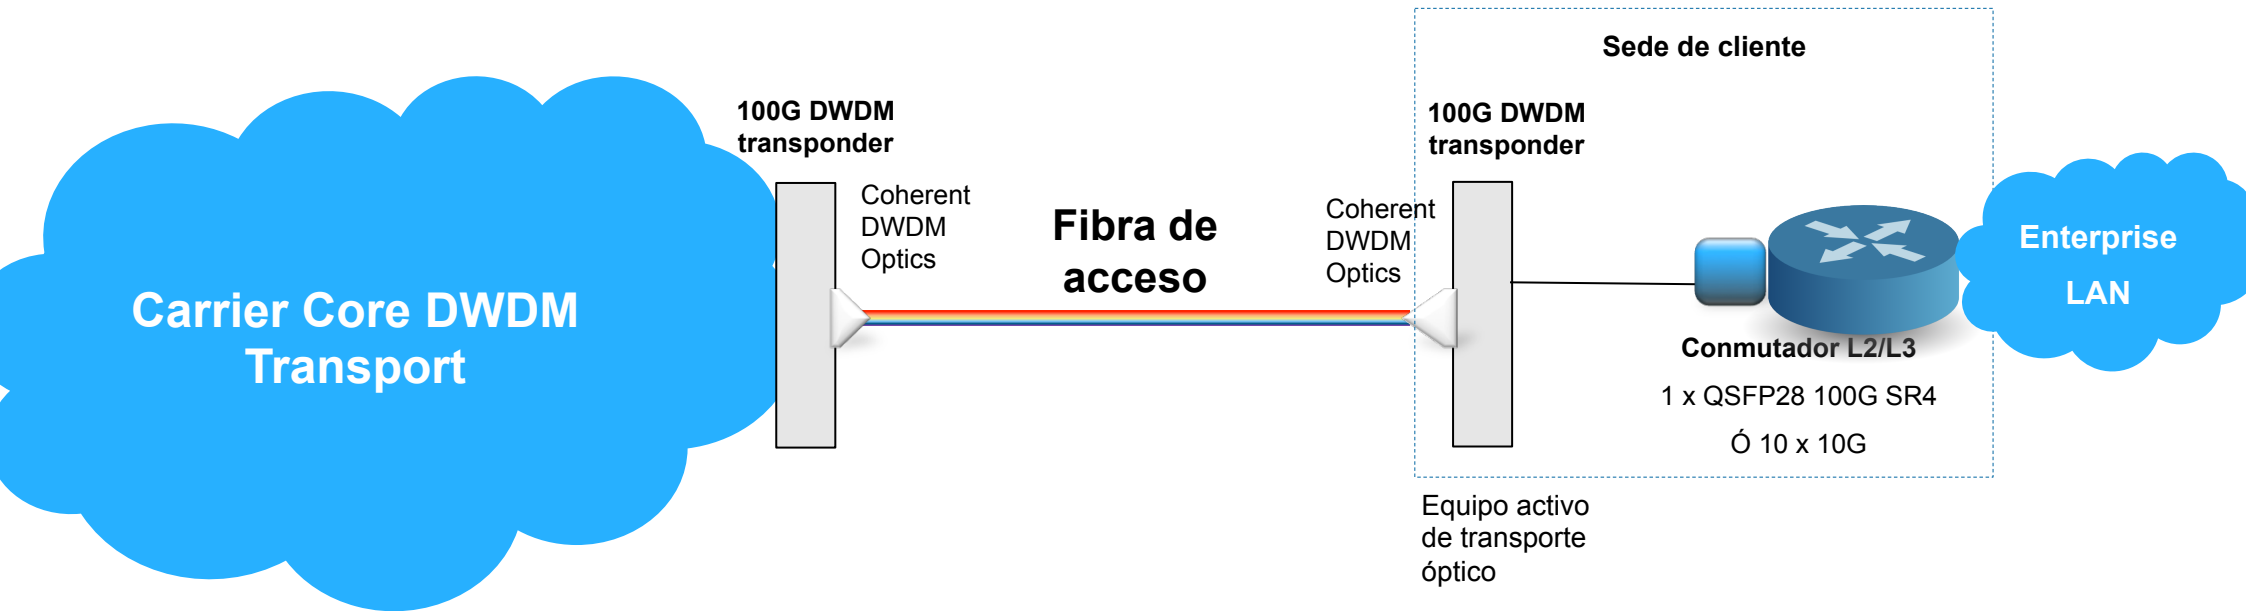 Sede de cliente
100G DWDM
transponder
100G DWDM
transponder
Coherent
DWDM
Optics
Fibra de
acceso
Coherent
DWDM
Optics
Enterprise
LAN
Carrier Core DWDM
Transport
Conmutador L2/L3
1 x QSFP28 100G SR4
Ó 10 x 10G
Equipo activo
de transporte
óptico